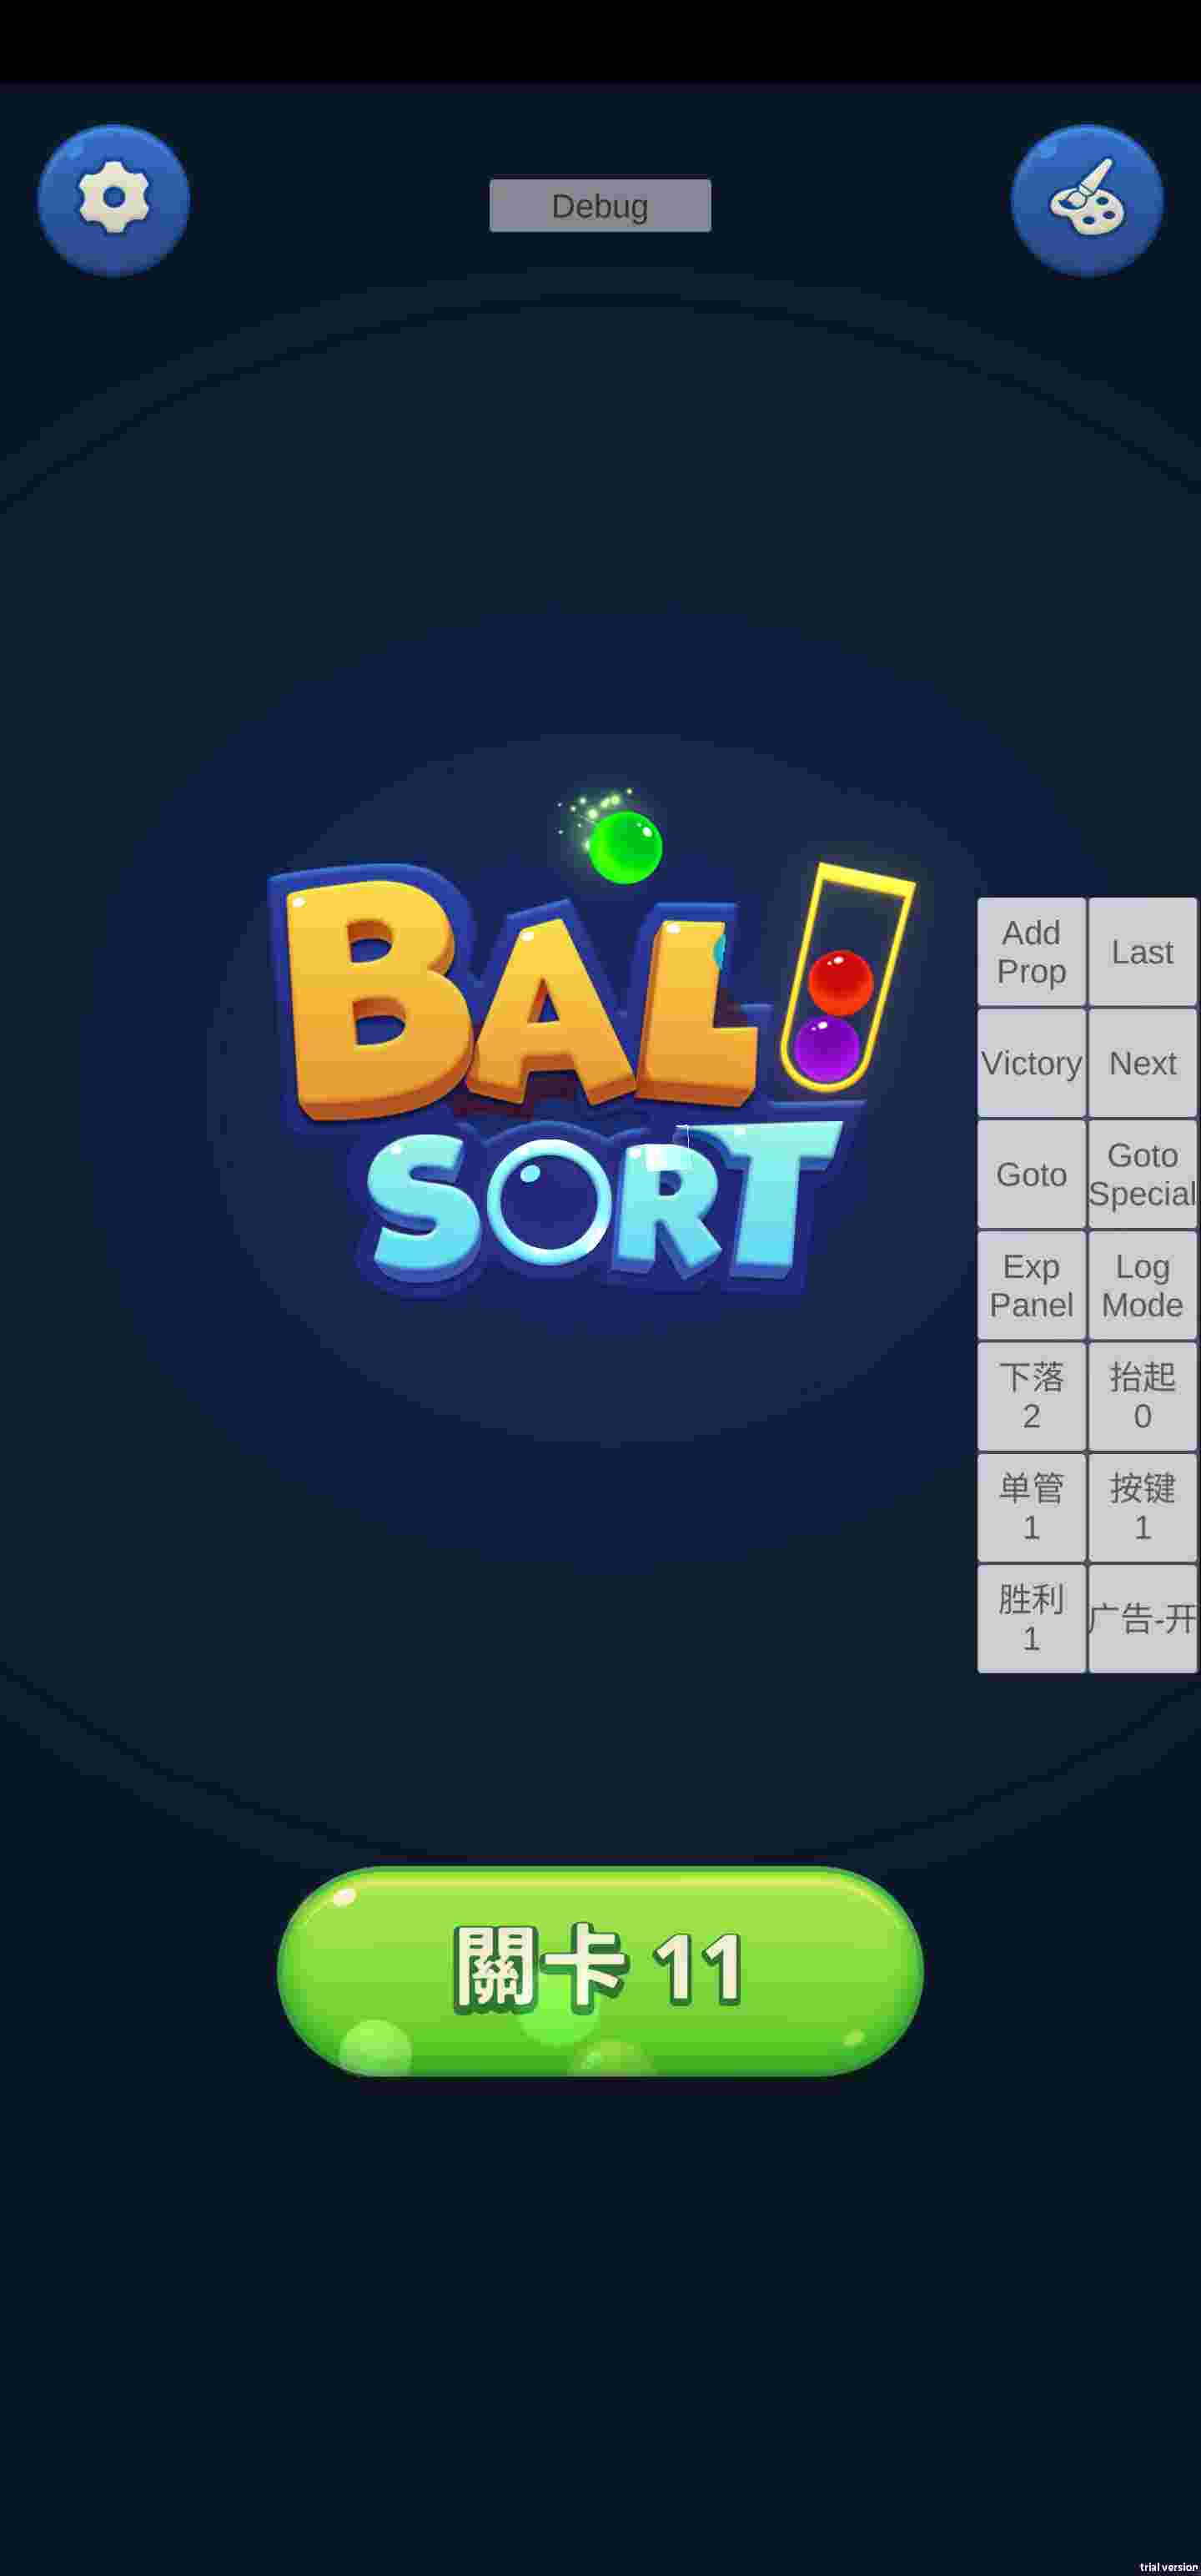 Debug
BALL
SORT
Add Prop
Last
Victory
Next
Goto
Goto Special
Exp Panel
Log Mode
下落
2
抬起
0
单管
1
按键
1
胜利
1
广告-开
關卡 11
trial version